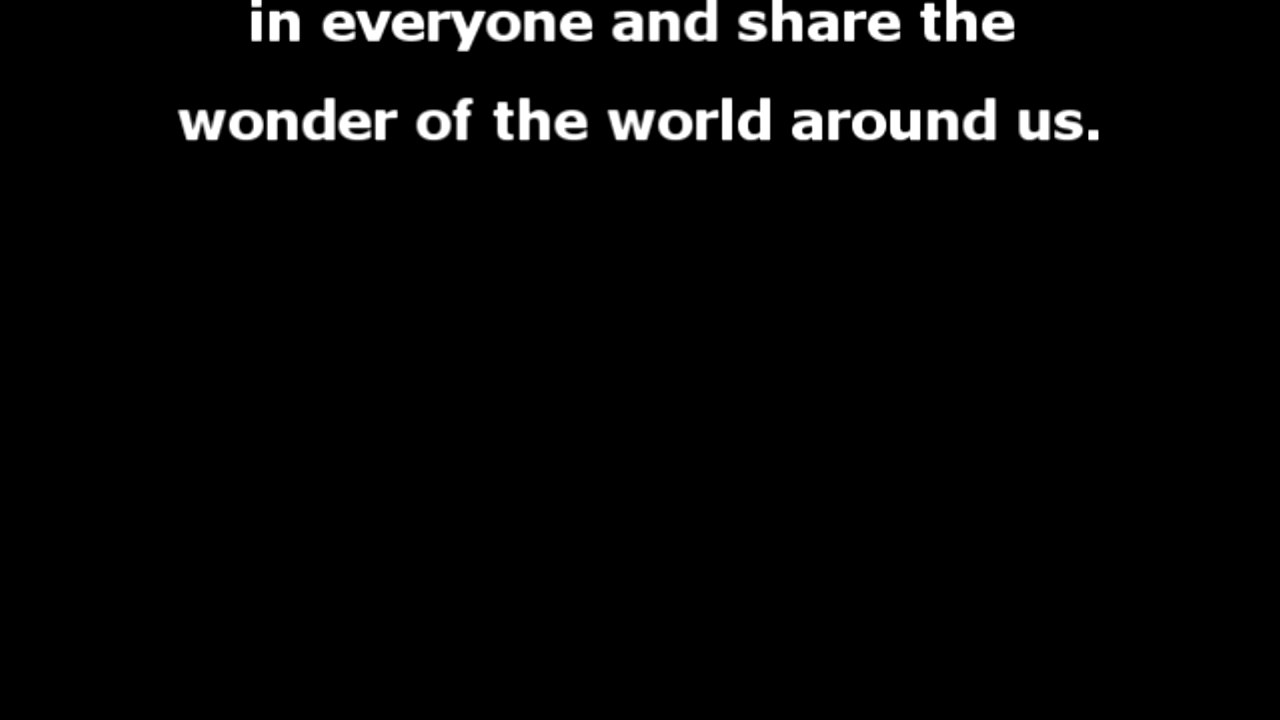 in everyone and share the
wonder of the world around us.